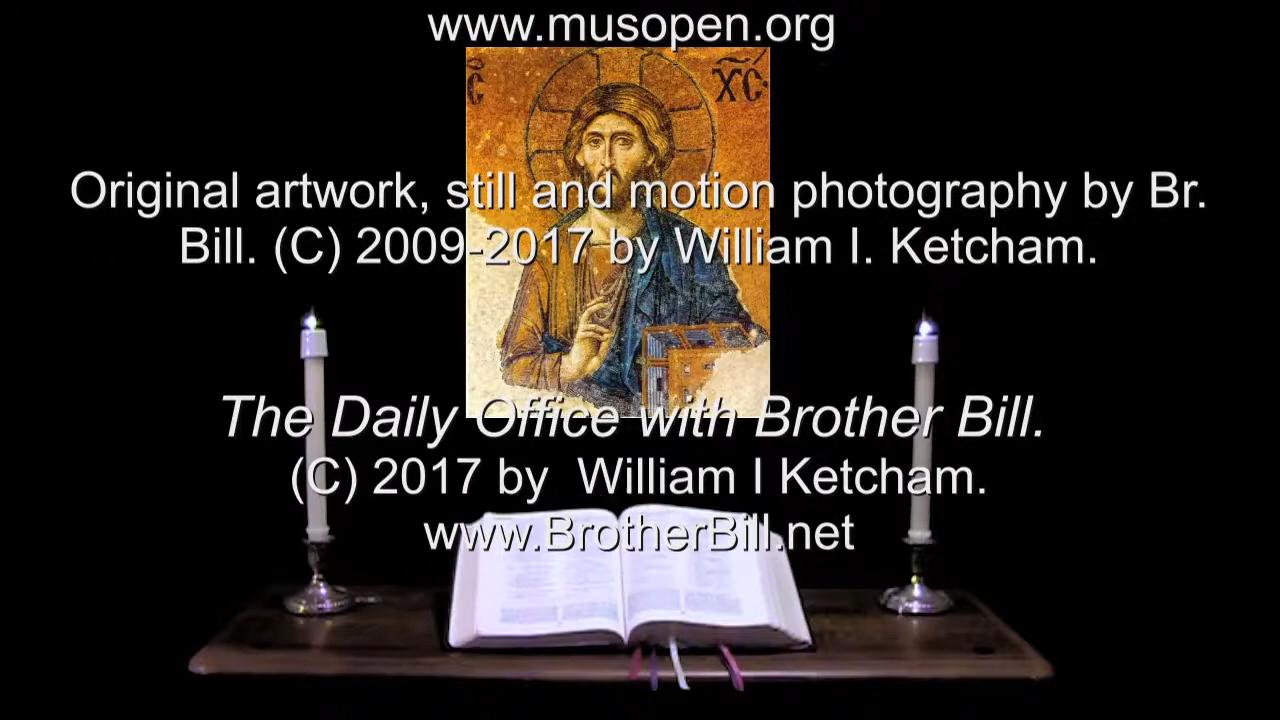 www.musopen.org
C XC
Original artwork, still and motion photography by Br.
Bill. (C) 2009-2017 by William I. Ketcham.
The Daily Office with Brother Bill.
(C) 2017 by  William I Ketcham.
www.BrotherBill.net